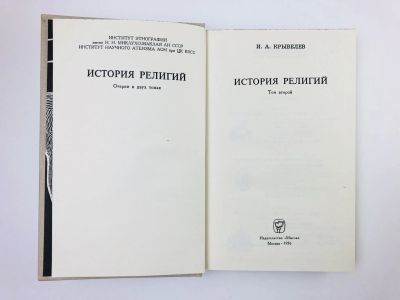 ИНСТИТУТ ЭТНОГРАФИИ
имени Н. Н. МИКЛУХО-МАКЛАЯ АН СССР
ИНСТИТУТ НАУЧНОГО АТЕИЗМА АОН при ЦК КПСС
ИСТОРИЯ РЕЛИГИЙ
Очерки в двух томах
И. А. КРЫВЕЛЕВ
ИСТОРИЯ РЕЛИГИЙ
Том второй
Издательство «Мысль»
Москва · 1976